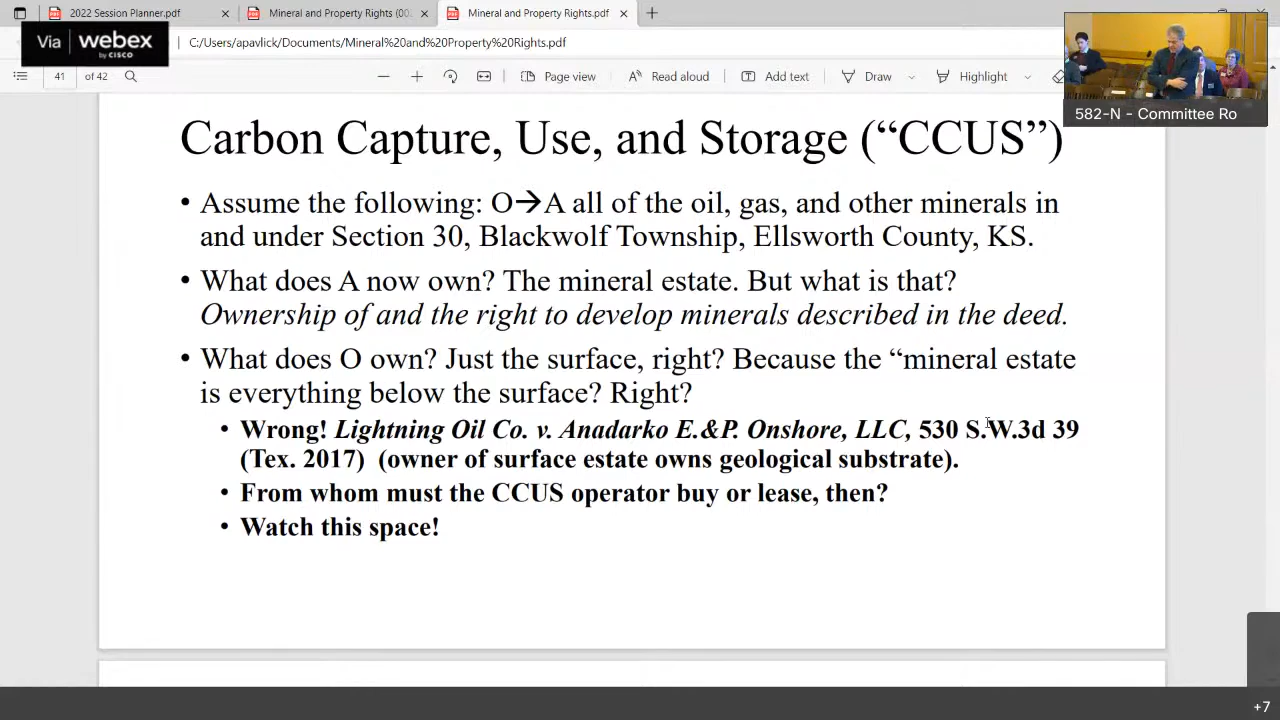 2022 Session Planner.pdf
Mineral and Property Rights (00.
Mineral and Property Rights.pdf
Via webex
by CISCO
C:/Users/apavlick/Documents/Mineral%20and%20Property%20Rights.pdf
41 of 42
Page view
Read aloud
Add text
Draw
Highlight
582-N - Committee Ro
Carbon Capture, Use, and Storage (“CCUS”)
• Assume the following: O→A all of the oil, gas, and other minerals in
and under Section 30, Blackwolf Township, Ellsworth County, KS.
• What does A now own? The mineral estate. But what is that?
Ownership of and the right to develop minerals described in the deed.
• What does O own? Just the surface, right? Because the “mineral estate
is everything below the surface? Right?
• Wrong! Lightning Oil Co. v. Anadarko E.&P. Onshore, LLC, 530 S.W.3d 39
(Tex. 2017) (owner of surface estate owns geological substrate).
• From whom must the CCUS operator buy or lease, then?
• Watch this space!
+7